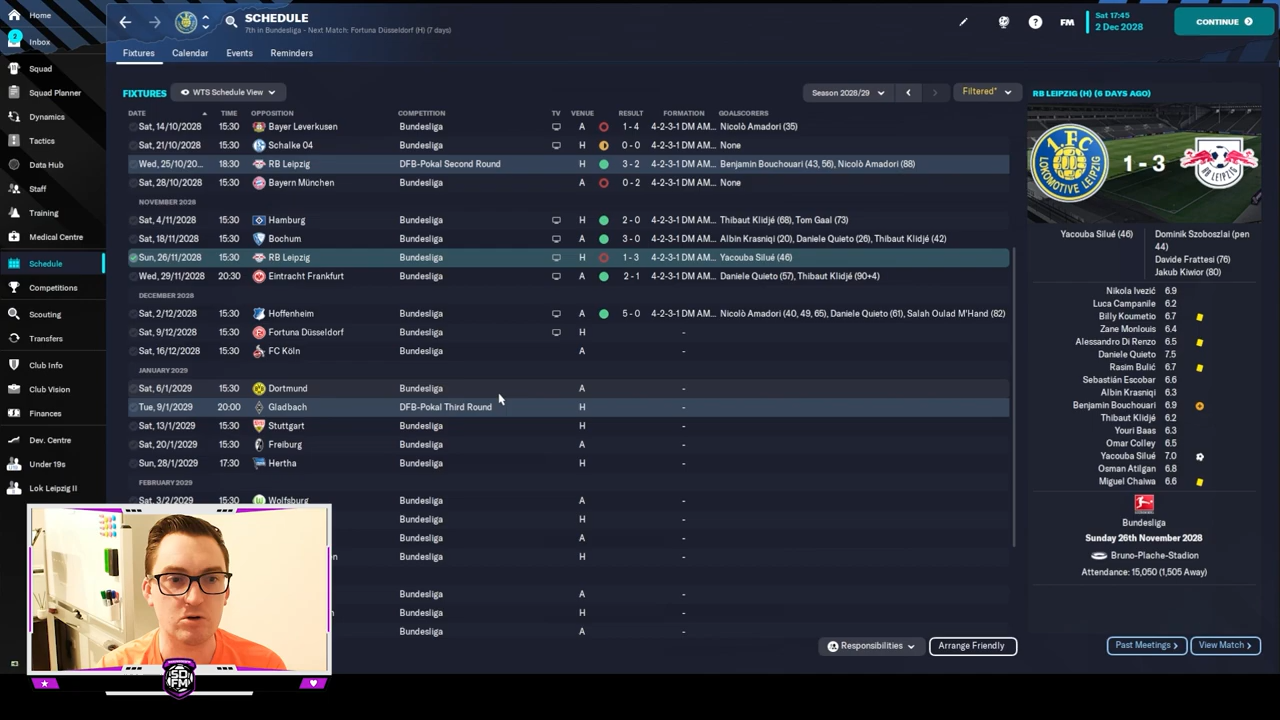 Home
SCHEDULE
7th in Bundesliga - Next Match: Fortuna Düsseldorf (H) (7 days)
FM
Sat 17:45
2 Dec 2028
CONTINUE
2
Inbox
Squad
Squad Planner
Dynamics
Tactics
Data Hub
Staff
Training
Medical Centre
Schedule
Competitions
Scouting
Transfers
Club Info
Club Vision
Finances
Dev. Centre
Under 19s
Lok Leipzig II
Fixtures Calendar Events Reminders
FIXTURES WTS Schedule View Season 2028/29 Filtered*
DATE TIME OPPOSITION COMPETITION TV VENUE RESULT FORMATION GOALSCORERS
Sat, 14/10/2028 15:30 Bayer Leverkusen Bundesliga A 1 - 4 4-2-3-1 DM AM... Nicolò Amadori (35)
Sat, 21/10/2028 15:30 Schalke 04 Bundesliga H 0 - 0 4-2-3-1 DM AM... None
Wed, 25/10/20... 18:30 RB Leipzig DFB-Pokal Second Round H 3 - 2 4-2-3-1 DM AM... Benjamin Bouchouari (43, 56), Nicolò Amadori (88)
Sat, 28/10/2028 15:30 Bayern München Bundesliga A 0 - 2 4-2-3-1 DM AM... None
NOVEMBER 2028
Sat, 4/11/2028 15:30 Hamburg Bundesliga H 2 - 0 4-2-3-1 DM AM... Thibaut Klidjé (68), Tom Gaal (73)
Sat, 18/11/2028 15:30 Bochum Bundesliga A 3 - 0 4-2-3-1 DM AM... Albin Krasniqi (20), Daniele Quieto (26), Thibaut Klidjé (42)
Sun, 26/11/2028 15:30 RB Leipzig Bundesliga H 1 - 3 4-2-3-1 DM AM... Yacouba Silué (46)
Wed, 29/11/2028 20:30 Eintracht Frankfurt Bundesliga A 2 - 1 4-2-3-1 DM AM... Daniele Quieto (57), Thibaut Klidjé (90+4)
DECEMBER 2028
Sat, 2/12/2028 15:30 Hoffenheim Bundesliga A 5 - 0 4-2-3-1 DM AM... Nicolò Amadori (40, 49, 65), Daniele Quieto (61), Salah Oulad M'Hand (82)
Sat, 9/12/2028 15:30 Fortuna Düsseldorf Bundesliga H -
Sat, 16/12/2028 15:30 FC Köln Bundesliga A -
JANUARY 2029
Sat, 6/1/2029 15:30 Dortmund Bundesliga A -
Tue, 9/1/2029 20:00 Gladbach DFB-Pokal Third Round H -
Sat, 13/1/2029 15:30 Stuttgart Bundesliga H -
Sat, 20/1/2029 15:30 Freiburg Bundesliga A -
Sun, 28/1/2029 17:30 Hertha Bundesliga H -
FEBRUARY 2029
Sat, 3/2/2029 15:30 Wolfsburg Bundesliga A -
Bundesliga H -
Bundesliga A -
Bundesliga H -
Bundesliga A -
Bundesliga H -
Bundesliga A -
Responsibilities Arrange Friendly
RB LEIPZIG (H) (6 DAYS AGO)
1.FC
LOKOMOTIVE LEIPZIG
1 - 3
Yacouba Silué (46)
Dominik Szoboszlai (pen
44)
Davide Frattesi (76)
Jakub Kiwior (80)
Nikola Ivezić 6.9
Luca Campanile 6.2
Billy Koumetio 6.7
Zane Monlouis 6.4
Alessandro Di Renzo 6.5
Daniele Quieto 7.5
Rasim Bulić 6.7
Sebastián Escobar 6.6
Albin Krasniqi 6.3
Benjamin Bouchouari 6.9
Thibaut Klidjé 6.2
Youri Baas 6.3
Omar Colley 6.5
Yacouba Silué 7.0
Osman Atilgan 6.8
Miguel Chaiwa 6.6
Bundesliga
Sunday 26th November 2028
Bruno-Plache-Stadion
Attendance: 15,050 (1,505 Away)
Past Meetings View Match
SDFM